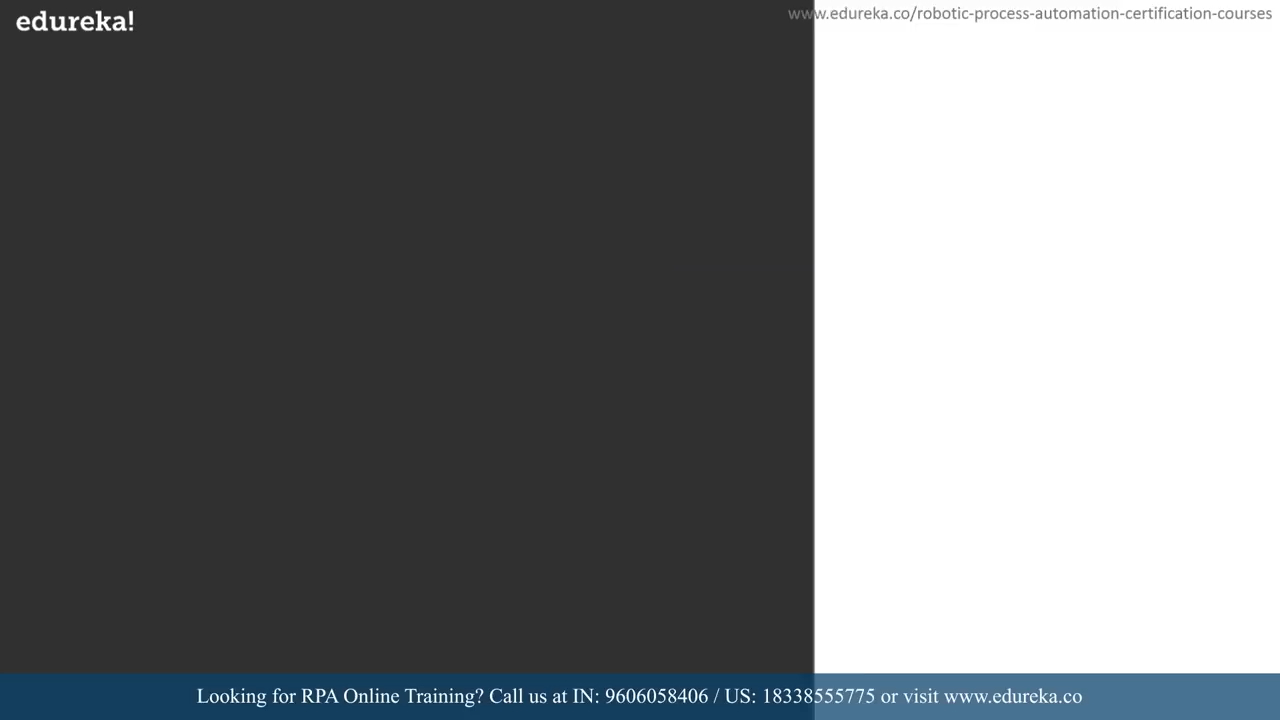 edureka!
www.edureka.co/robotic-process-automation-certification-courses
Looking for RPA Online Training? Call us at IN: 9606058406 / US: 18338555775 or visit www.edureka.co